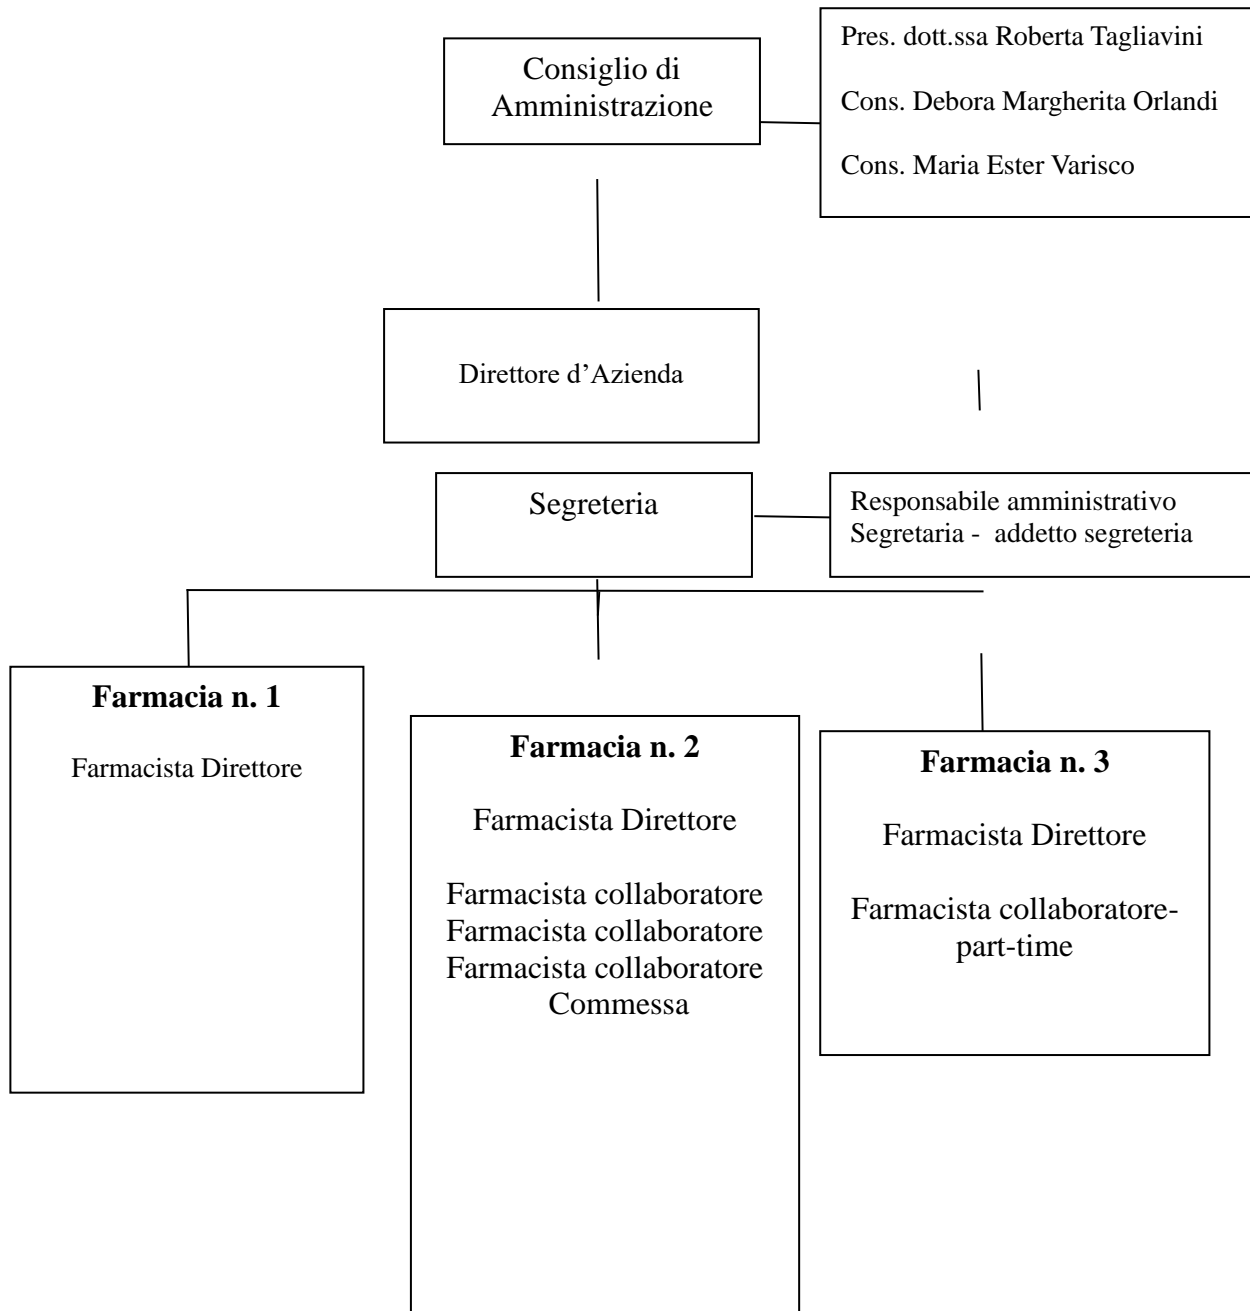 Consiglio di
Amministrazione
Pres. dott.ssa Roberta Tagliavini
Cons. Debora Margherita Orlandi
Cons. Maria Ester Varisco
Direttore d’Azienda
Segreteria
Responsabile amministrativo
Segretaria - addetto segreteria
Farmacia n. 1
Farmacista Direttore
Farmacia n. 2
Farmacista Direttore
Farmacista collaboratore
Farmacista collaboratore
Farmacista collaboratore
Commessa
Farmacia n. 3
Farmacista Direttore
Farmacista collaboratore-
part-time